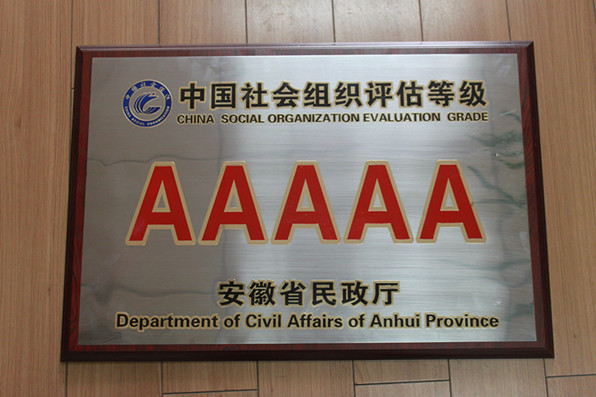 中国社会组织评估等级
CHINA SOCIAL ORGANIZATION EVALUATION GRADE
AAAAA
安徽省民政厅
Department of Civil Affairs of Anhui Province